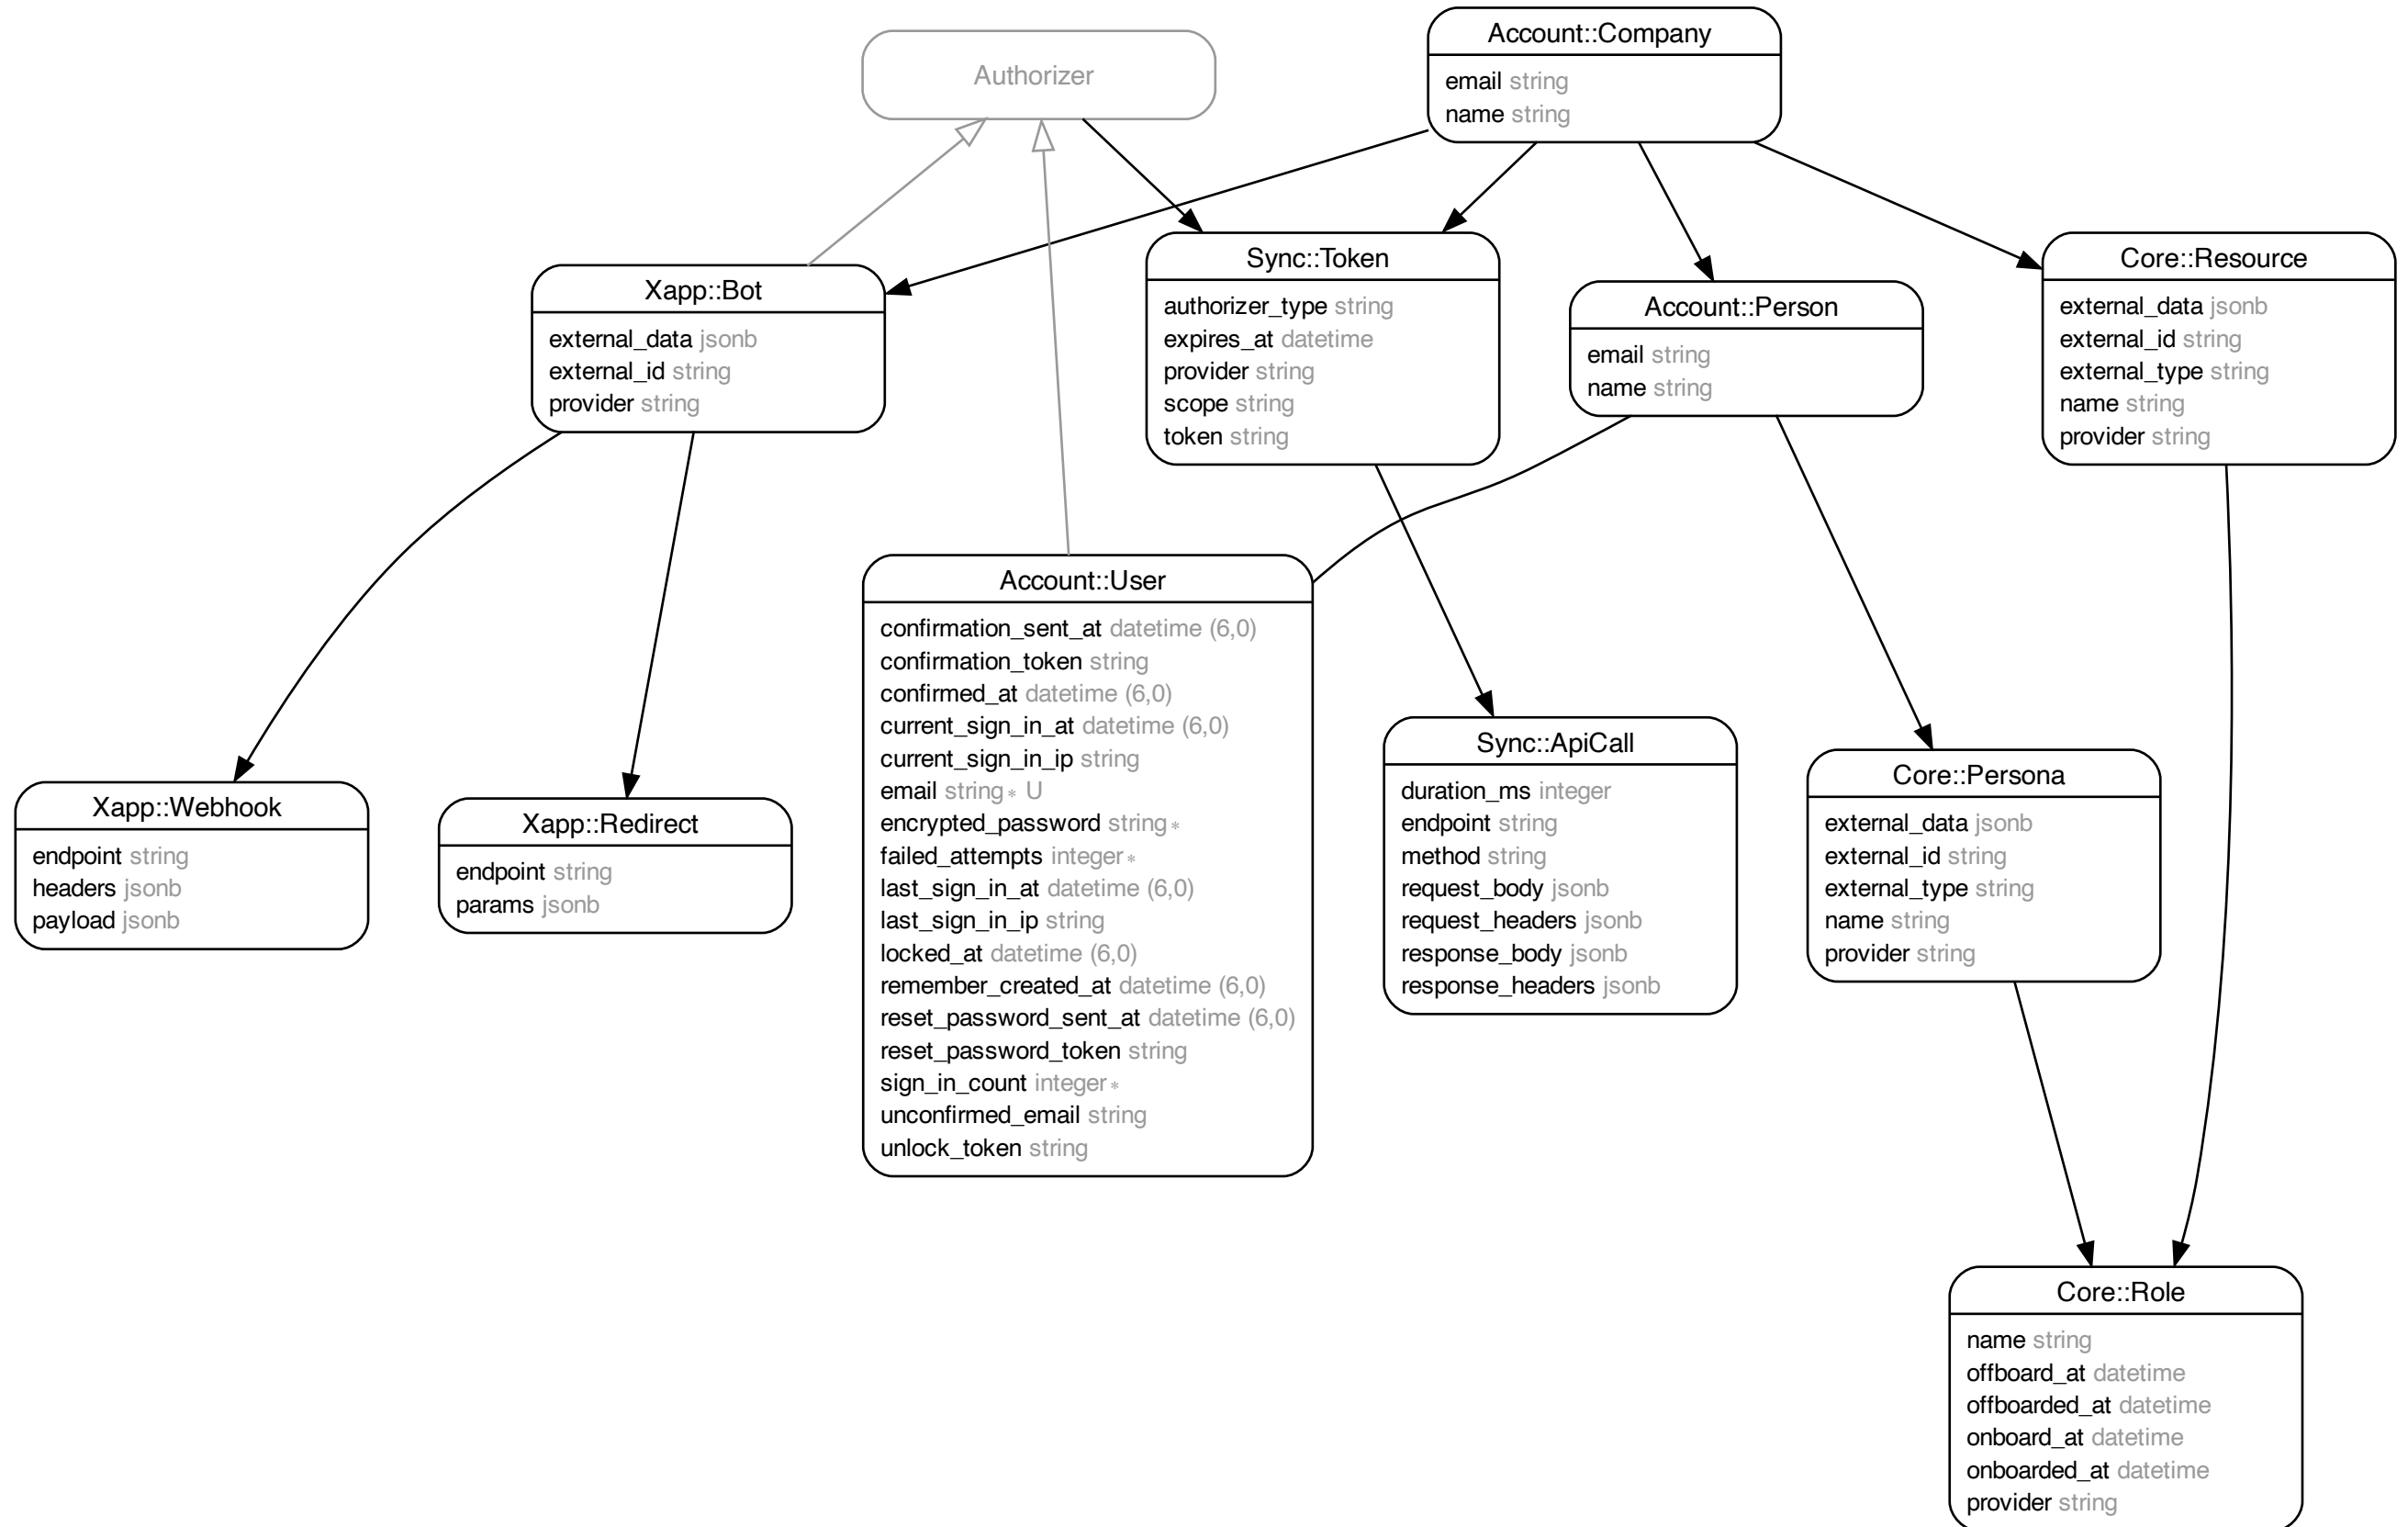 Authorizer
Account::Company
email string
name string
Xapp::Bot
external_data jsonb
external_id string
provider string
Sync::Token
authorizer_type string
expires_at datetime
provider string
scope string
token string
Account::Person
email string
name string
Core::Resource
external_data jsonb
external_id string
external_type string
name string
provider string
Xapp::Webhook
endpoint string
headers jsonb
payload jsonb
Xapp::Redirect
endpoint string
params jsonb
Account::User
confirmation_sent_at datetime (6,0)
confirmation_token string
confirmed_at datetime (6,0)
current_sign_in_at datetime (6,0)
current_sign_in_ip string
email string* U
encrypted_password string*
failed_attempts integer*
last_sign_in_at datetime (6,0)
last_sign_in_ip string
locked_at datetime (6,0)
remember_created_at datetime (6,0)
reset_password_sent_at datetime (6,0)
reset_password_token string
sign_in_count integer*
unconfirmed_email string
unlock_token string
Sync::ApiCall
duration_ms integer
endpoint string
method string
request_body jsonb
request_headers jsonb
response_body jsonb
response_headers jsonb
Core::Persona
external_data jsonb
external_id string
external_type string
name string
provider string
Core::Role
name string
offboard_at datetime
offboarded_at datetime
onboard_at datetime
onboarded_at datetime
provider string